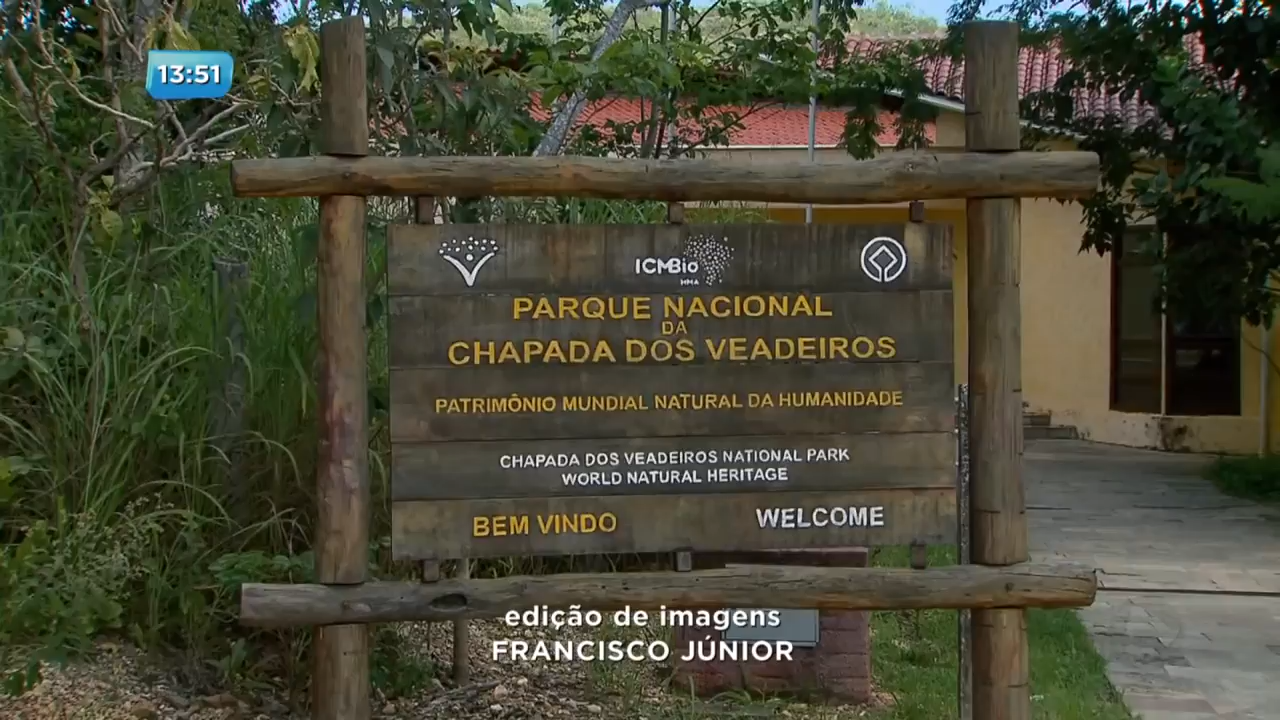 13:51
ICMBio
MMA
PARQUE NACIONAL
DA
CHAPADA DOS VEADEIROS
PATRIMÔNIO MUNDIAL NATURAL DA HUMANIDADE
CHAPADA DOS VEADEIROS NATIONAL PARK
WORLD NATURAL HERITAGE
BEM VINDO WELCOME
edição de imagens
FRANCISCO JÚNIOR